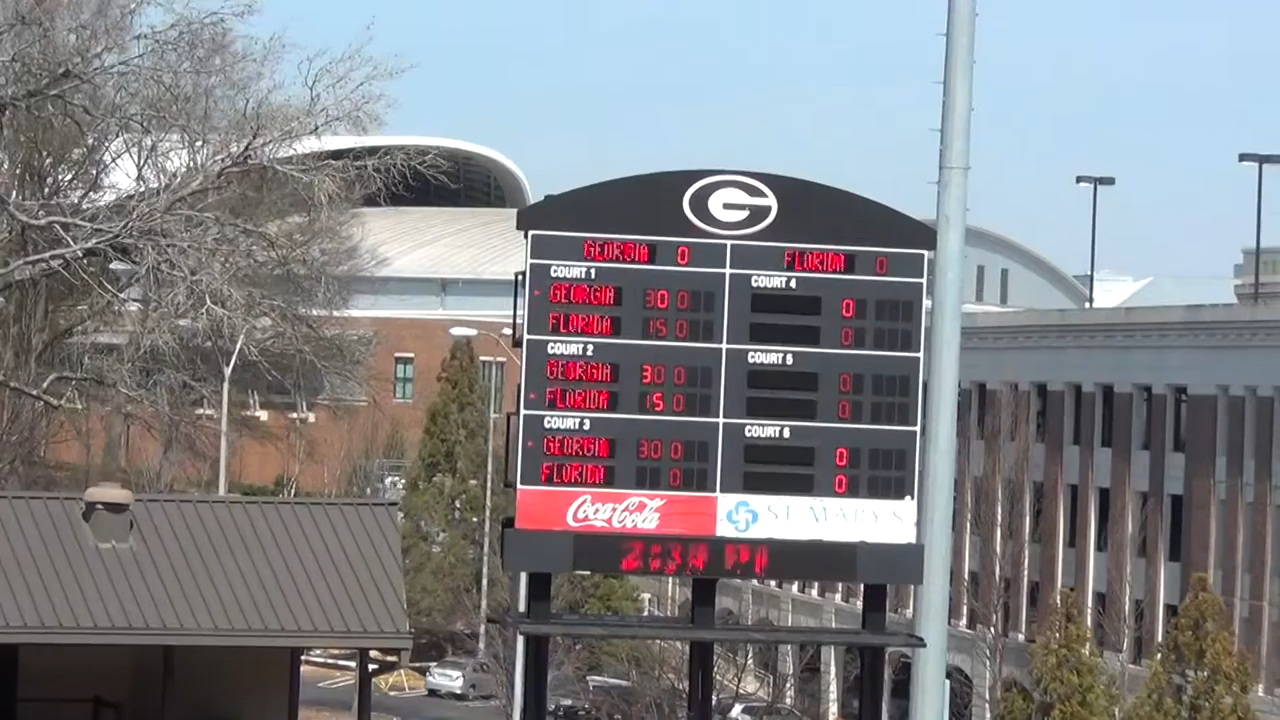 G
GEORGIA 0 FLORIDA 0
COURT 1
GEORGIA 30 0
FLORIDA 15 0
COURT 2
GEORGIA 30 0
FLORIDA 15 0
COURT 3
GEORGIA 30 0
FLORIDA 0
COURT 4
0
0
COURT 5
0
0
COURT 6
0
0
Coca-Cola
ST. MARY'S